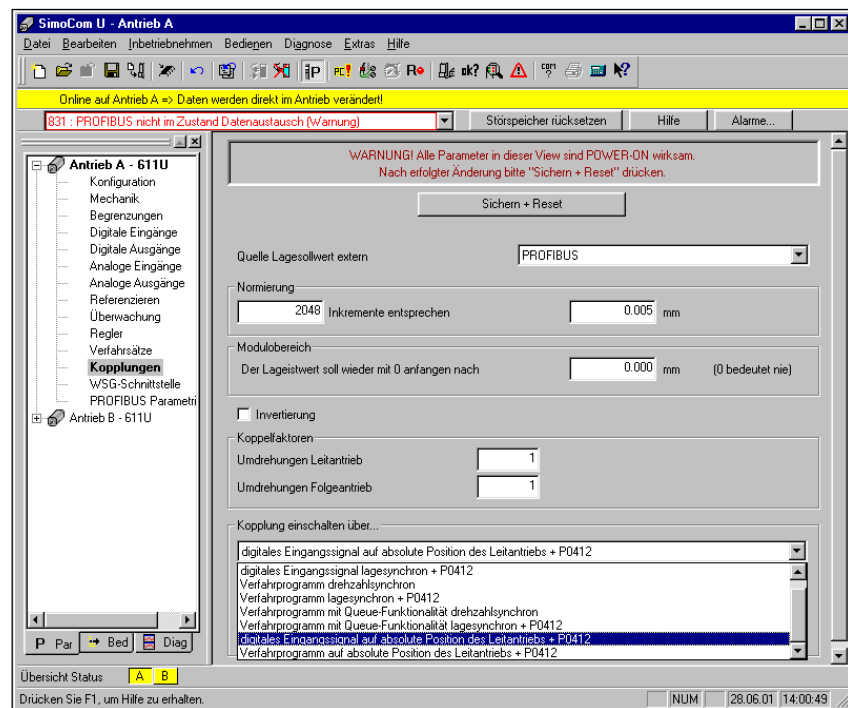 SimoCom U - Antrieb A
Datei Bearbeiten Inbetriebnehmen Bedienen Diagnose Extras Hilfe
P PC! R ok? com ?
Online auf Antrieb A => Daten werden direkt im Antrieb verändert!
831 : PROFIBUS nicht im Zustand Datenaustausch (Warnung) Störspeicher rücksetzen Hilfe Alarme...
Antrieb A - 611U
Konfiguration
Mechanik
Begrenzungen
Digitale Eingänge
Digitale Ausgänge
Analoge Eingänge
Analoge Ausgänge
Referenzieren
Überwachung
Regler
Verfahrsätze
Kopplungen
WSG-Schnittstelle
PROFIBUS Parametri
Antrieb B - 611U
P Par Bed Diag
WARNUNG! Alle Parameter in dieser View sind POWER-ON wirksam.
Nach erfolgter Änderung bitte "Sichern + Reset" drücken.
Sichern + Reset
Quelle Lagesollwert extern PROFIBUS
Normierung
2048 Inkremente entsprechen 0.005 mm
Modulobereich
Der Lageistwert soll wieder mit 0 anfangen nach 0.000 mm (0 bedeutet nie)
Invertierung
Koppelfaktoren
Umdrehungen Leitantrieb 1
Umdrehungen Folgeantrieb 1
Kopplung einschalten über...
digitales Eingangssignal auf absolute Position des Leitantriebs + P0412
digitales Eingangssignal lagesynchron + P0412
Verfahrprogramm drehzahlsynchron
Verfahrprogramm lagesynchron + P0412
Verfahrprogramm mit Queue-Funktionalität drehzahlsynchron
Verfahrprogramm mit Queue-Funktionalität lagesynchron + P0412
digitales Eingangssignal auf absolute Position des Leitantriebs + P0412
Verfahrprogramm auf absolute Position des Leitantriebs + P0412
Übersicht Status A B
Drücken Sie F1, um Hilfe zu erhalten. NUM 28.06.01 14:00:49